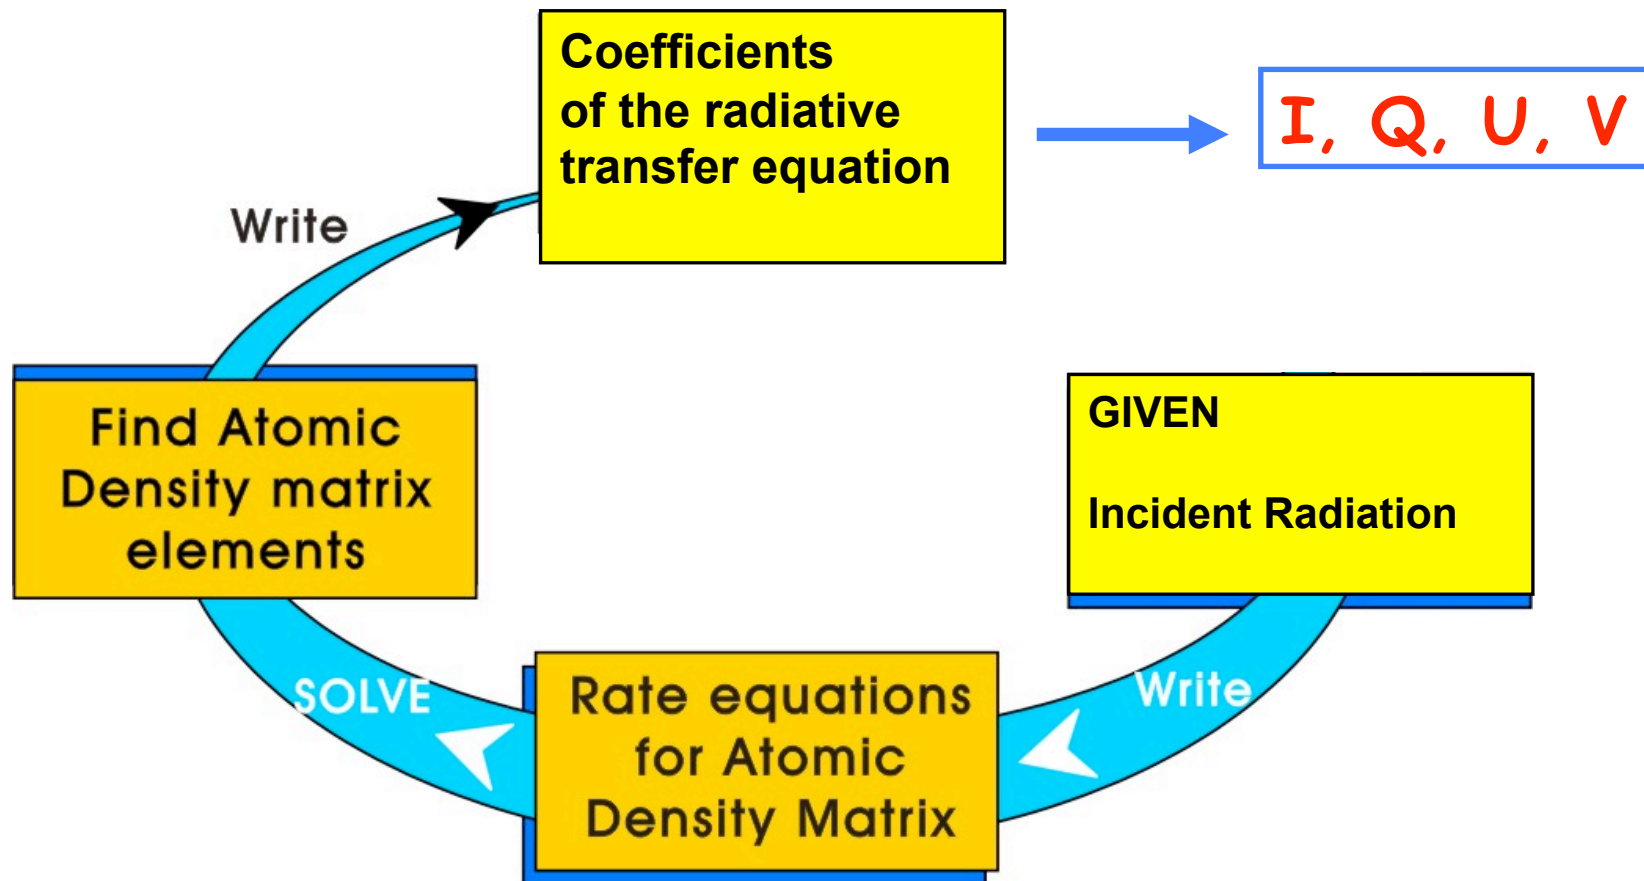 Coefficients
of the radiative
transfer equation
I, Q, U, V
Write
Find Atomic
Density matrix
elements
GIVEN
Incident Radiation
SOLVE
Rate equations
for Atomic
Density Matrix
Write